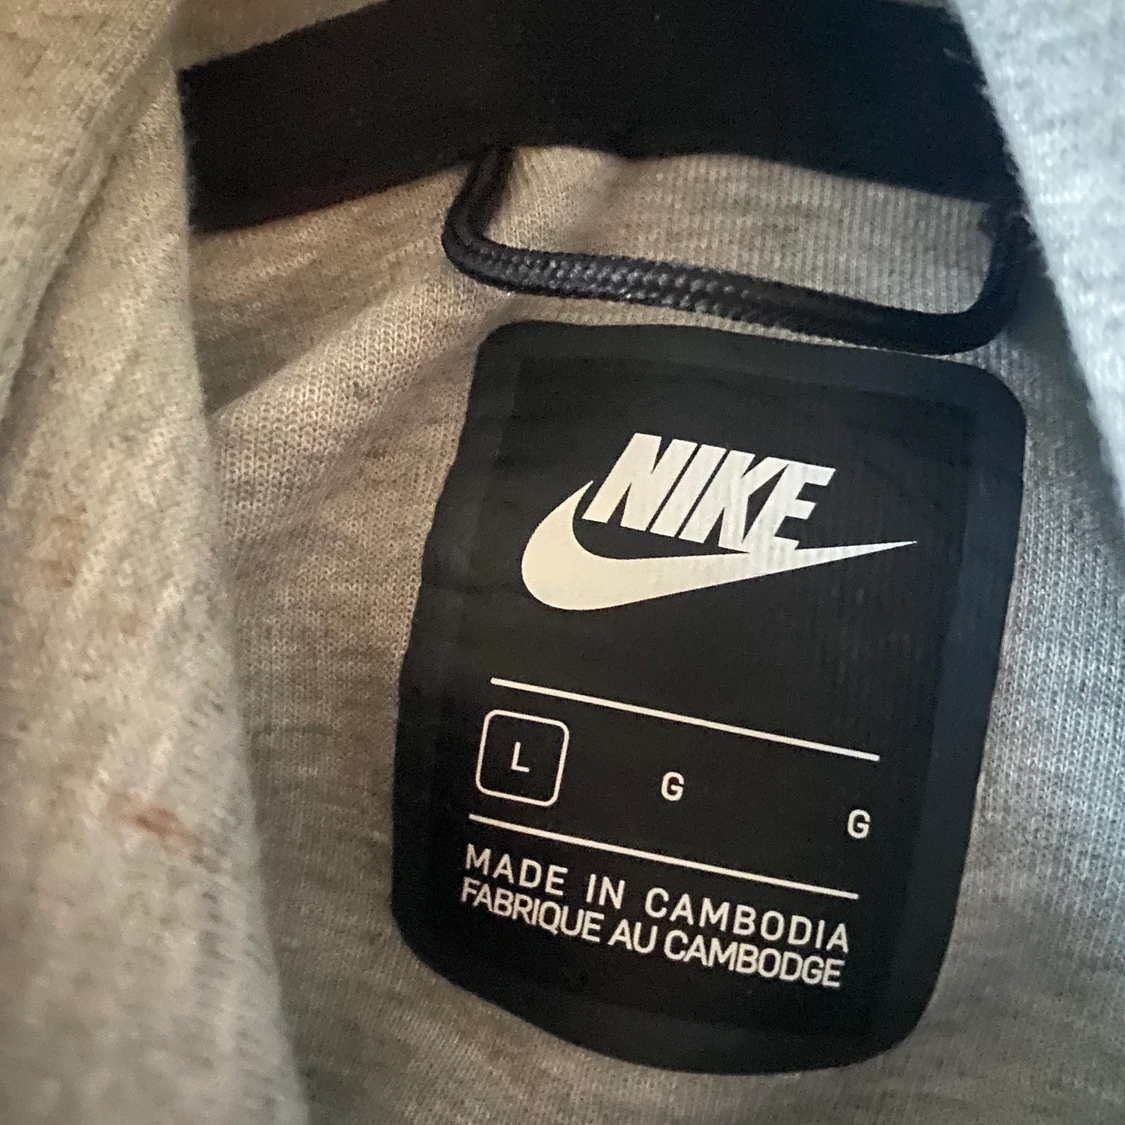 NIKE
L G G
MADE IN CAMBODIA
FABRIQUE AU CAMBODGE